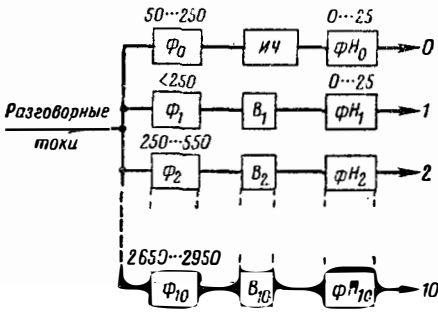 50...250 0...25
Ф₀ ИЧ ФН₀ 0
<250 0...25
Ф₁ В₁ ФН₁ 1
Разговорные
токи
250...550
Ф₂ В₂ ФН₂ 2
2650...2950
Ф₁₀ В₁₀ ФН₁₀ 10